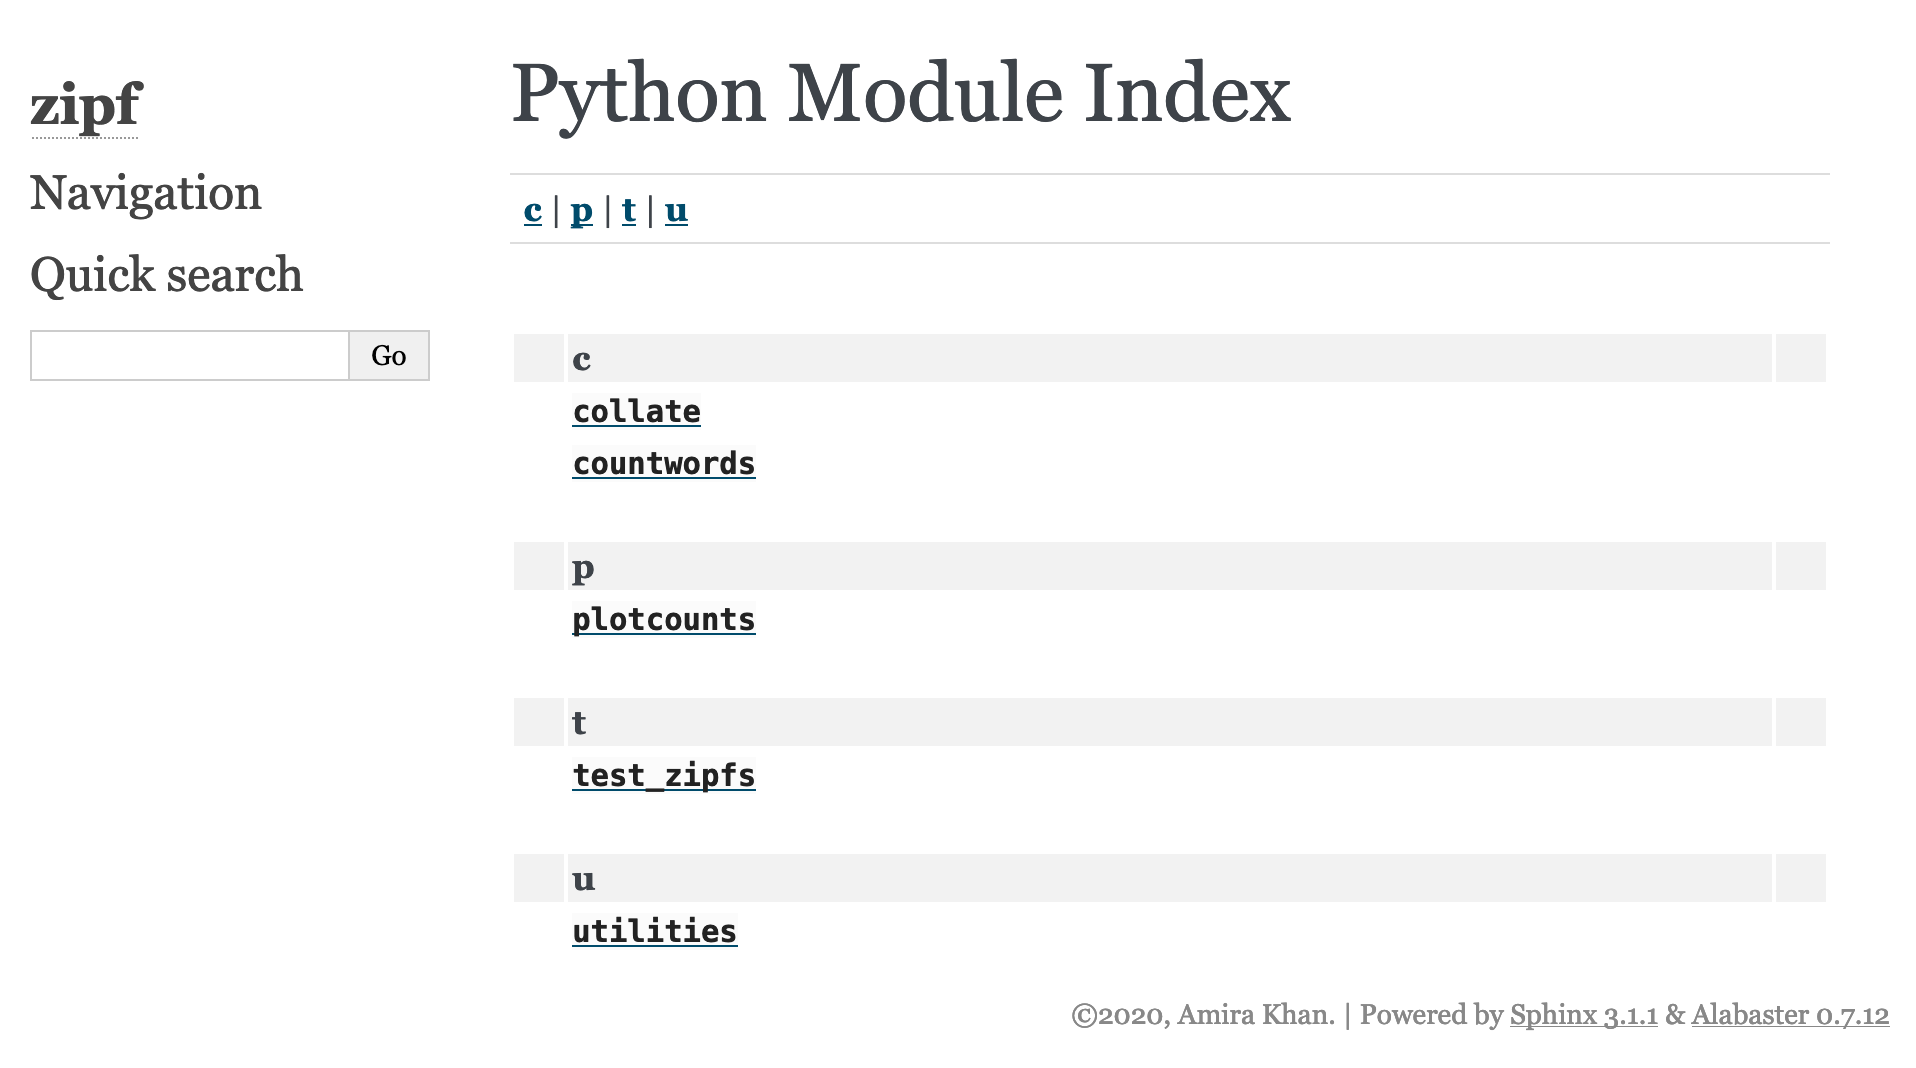 zipf
Navigation
Quick search
Go
Python Module Index
c | p | t | u
c
collate
countwords
p
plotcounts
t
test_zipfs
u
utilities
©2020, Amira Khan. | Powered by Sphinx 3.1.1 & Alabaster 0.7.12